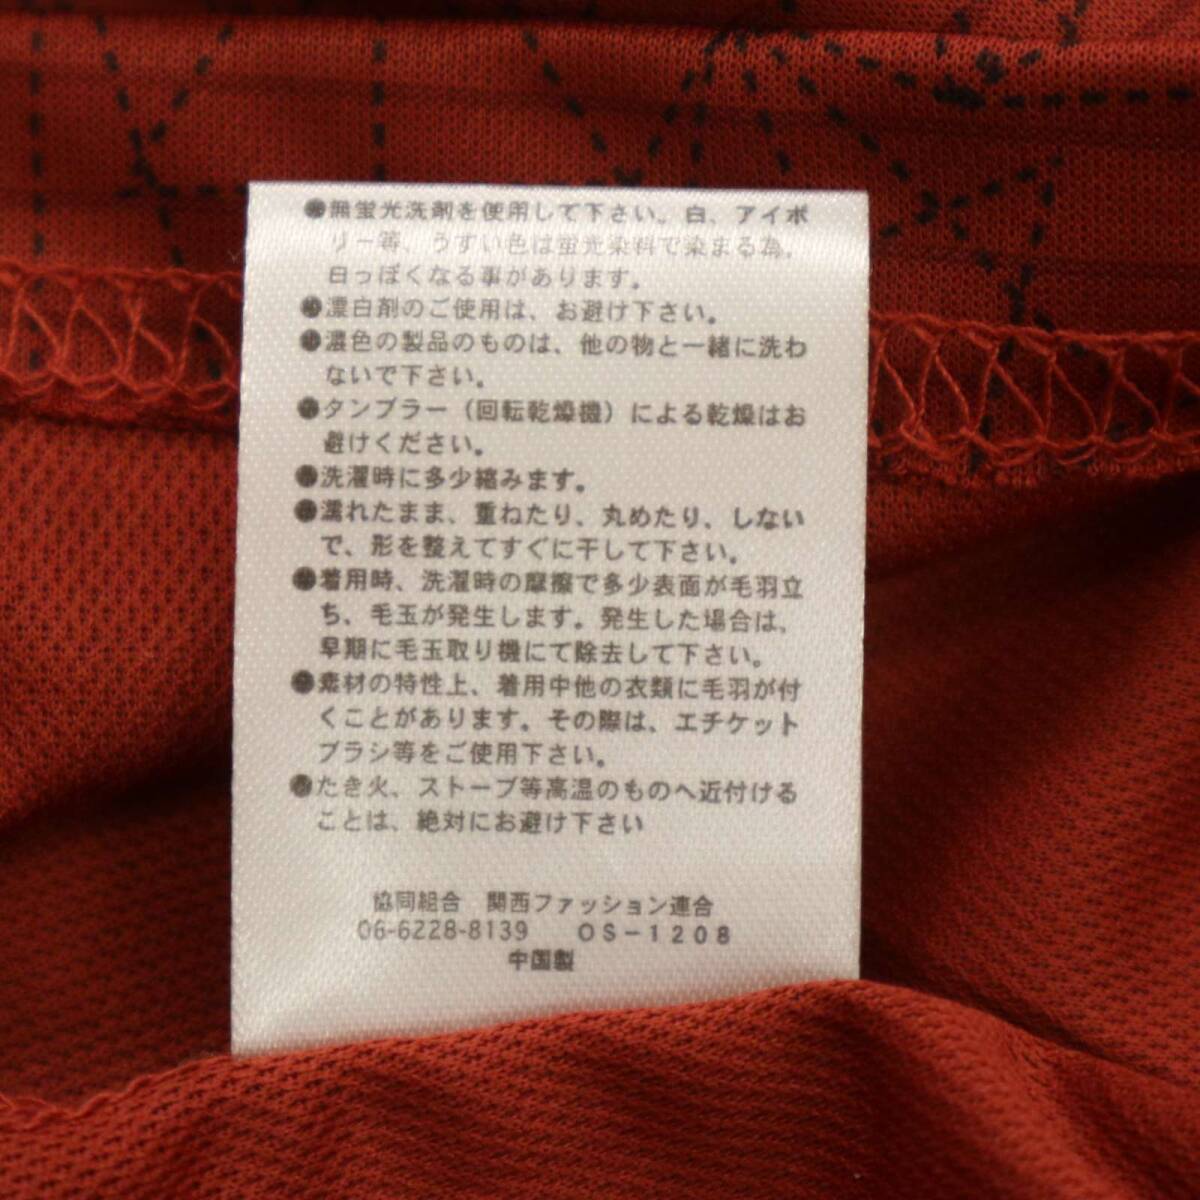 ●無蛍光洗剤を使用して下さい。白、アイボ
リー等、うすい色は蛍光染料で染まる為、
白っぽくなる事があります。
●漂白剤のご使用は、お避け下さい。
●濃色の製品のものは、他の物と一緒に洗わ
ないで下さい。
●タンブラー（回転乾燥機）による乾燥はお
避けください。
●洗濯時に多少縮みます。
●濡れたまま、重ねたり、丸めたり、しない
で、形を整えてすぐに干して下さい。
●着用時、洗濯時の摩擦で多少表面が毛羽立
ち、毛玉が発生します。発生した場合は、
早期に毛玉取り機にて除去して下さい。
●素材の特性上、着用中他の衣類に毛羽が付
くことがあります。その際は、エチケット
ブラシ等をご使用下さい。
●たき火、ストーブ等高温のものへ近付ける
ことは、絶対にお避け下さい
協同組合　関西ファッション連合
06-6228-8139　OS-1208
中国製